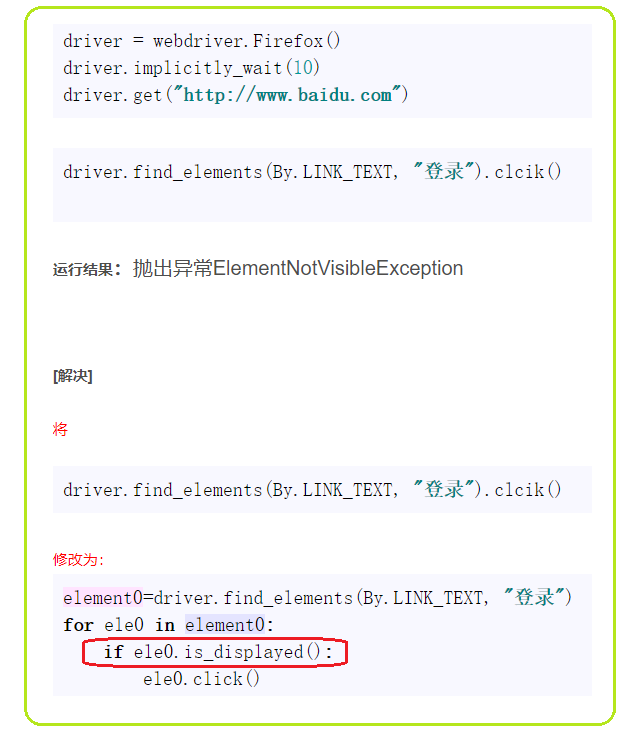 driver = webdriver.Firefox()
driver.implicitly_wait(10)
driver.get("http://www.baidu.com")
driver.find_elements(By.LINK_TEXT, "登录").clcik()
运行结果：抛出异常ElementNotVisibleException
[解决]
将
driver.find_elements(By.LINK_TEXT, "登录").clcik()
修改为:
element0=driver.find_elements(By.LINK_TEXT, "登录")
for ele0 in element0:
if ele0.is_displayed():
ele0.click()